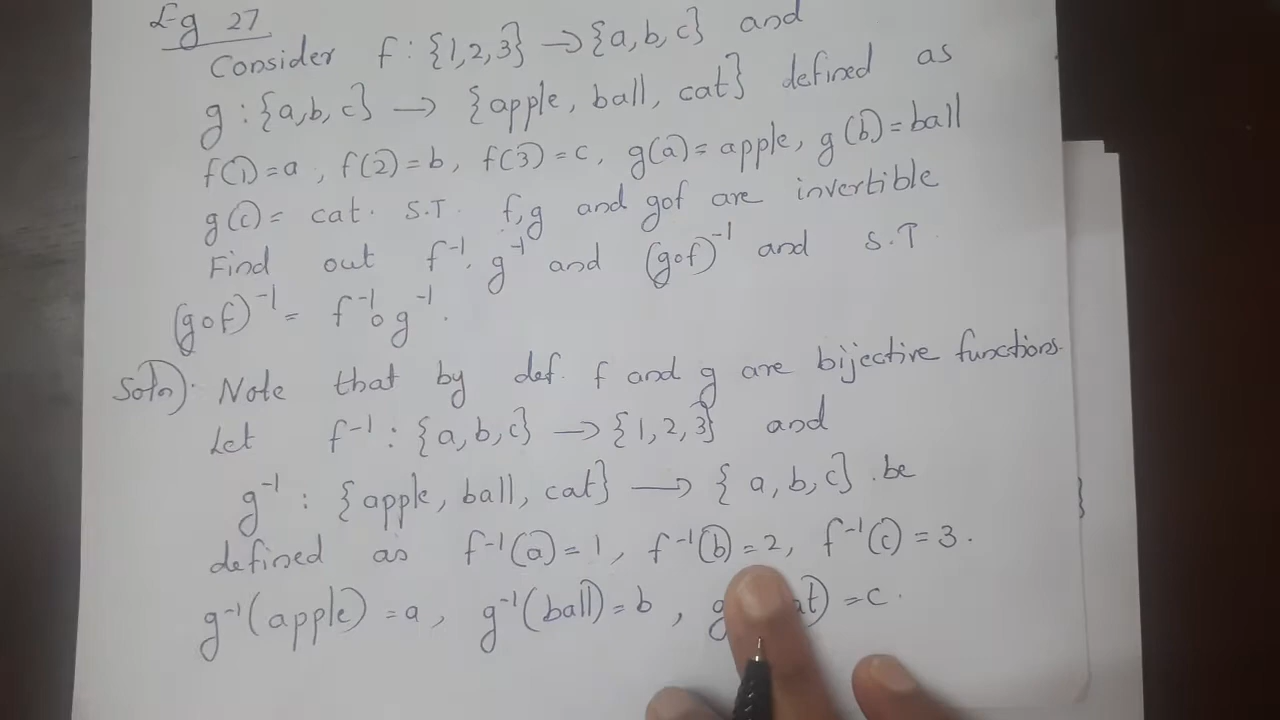 Eg 27
Consider f : {1,2,3} → {a,b,c} and
g : {a,b,c} → {apple, ball, cat} defined as
f(1)=a, f(2)=b, f(3)=c, g(a)=apple, g(b)=ball
g(c)= cat. S.T. f,g and gof are invertible
Find out f⁻¹, g⁻¹ and (gof)⁻¹ and S.T
(gof)⁻¹ = f⁻¹o g⁻¹.
Soln). Note that by def. f and g are bijective functions.
Let f⁻¹ : {a,b,c} → {1,2,3} and
g⁻¹ : {apple, ball, cat} → {a,b,c}. be
defined as f⁻¹(a)=1, f⁻¹(b)=2, f⁻¹(c)=3.
g⁻¹(apple)=a, g⁻¹(ball)=b, g at)=c.